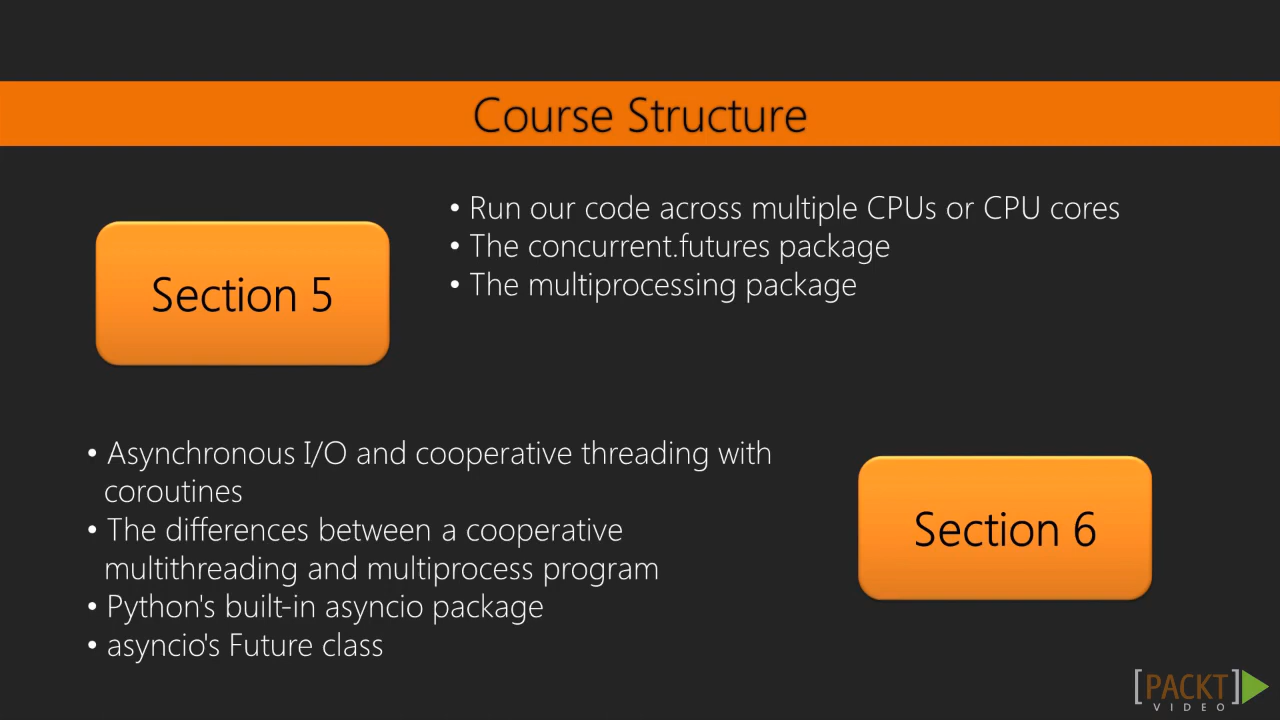 Course Structure
Section 5
• Run our code across multiple CPUs or CPU cores
• The concurrent.futures package
• The multiprocessing package
• Asynchronous I/O and cooperative threading with
coroutines
• The differences between a cooperative
multithreading and multiprocess program
• Python's built-in asyncio package
• asyncio's Future class
Section 6
[PACKT]
VIDEO